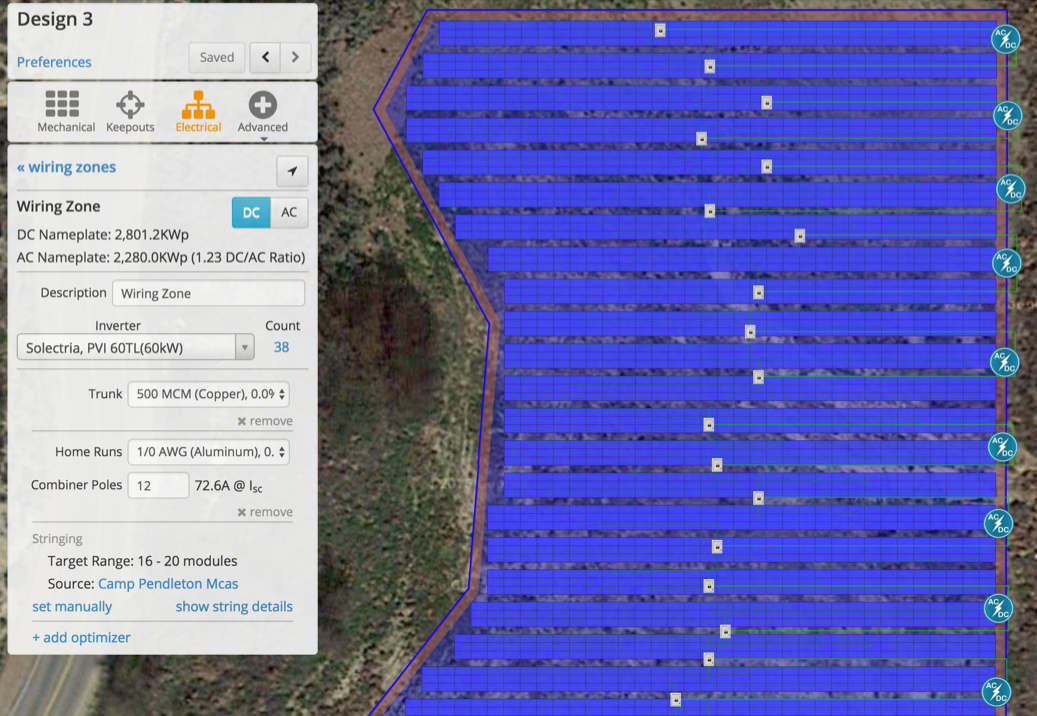 Design 3
Preferences
Saved
Mechanical Keepouts Electrical Advanced
« wiring zones
Wiring Zone
DC AC
DC Nameplate: 2,801.2KWp
AC Nameplate: 2,280.0KWp (1.23 DC/AC Ratio)
Description Wiring Zone
Inverter Count
Solectria, PVI 60TL(60kW) 38
Trunk 500 MCM (Copper), 0.0%
✖ remove
Home Runs 1/0 AWG (Aluminum), 0.
Combiner Poles 12 72.6A @ Isc
✖ remove
Stringing
Target Range: 16 - 20 modules
Source: Camp Pendleton Mcas
set manually show string details
+ add optimizer
AC DC
AC DC
AC DC
AC DC
AC DC
AC DC
AC DC
AC DC
AC DC